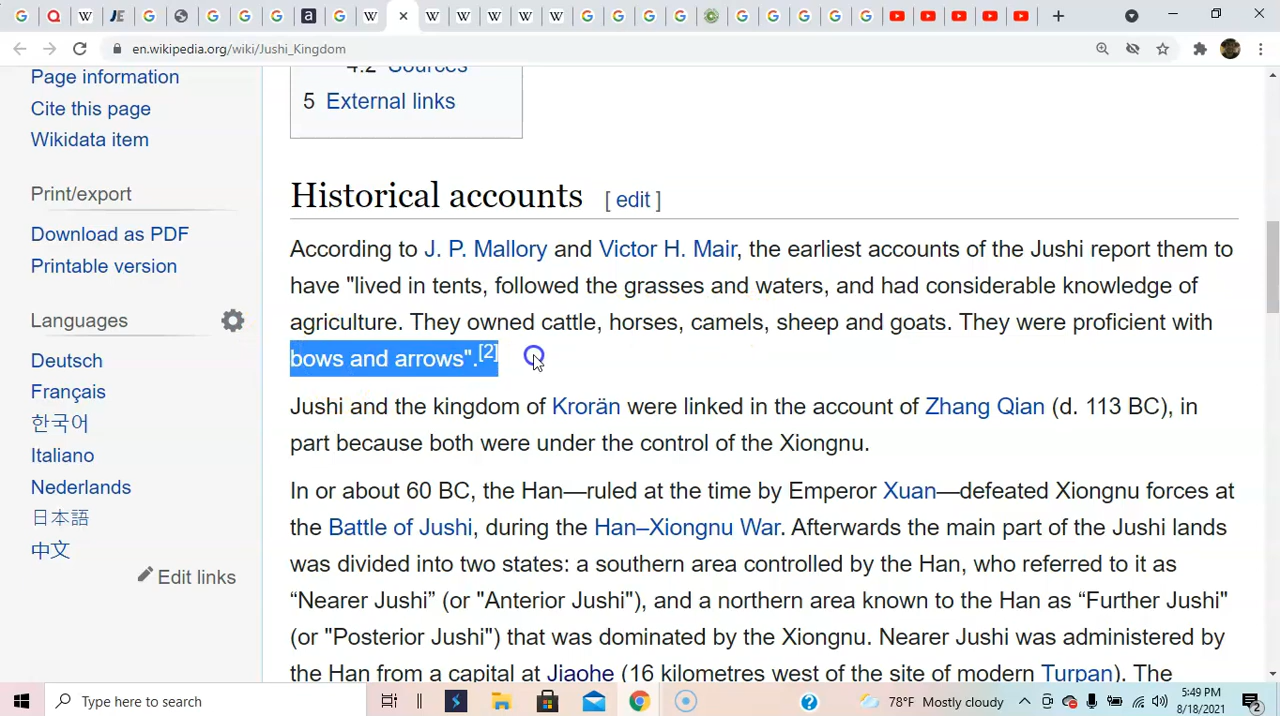 en.wikipedia.org/wiki/Jushi_Kingdom
Page information
Cite this page
Wikidata item
Print/export
Download as PDF
Printable version
Languages
Deutsch
Français
한국어
Italiano
Nederlands
日本語
中文
Edit links
4.2 Sources
5 External links
Historical accounts [ edit ]
According to J. P. Mallory and Victor H. Mair, the earliest accounts of the Jushi report them to
have "lived in tents, followed the grasses and waters, and had considerable knowledge of
agriculture. They owned cattle, horses, camels, sheep and goats. They were proficient with
bows and arrows".[2]
Jushi and the kingdom of Krorän were linked in the account of Zhang Qian (d. 113 BC), in
part because both were under the control of the Xiongnu.
In or about 60 BC, the Han—ruled at the time by Emperor Xuan—defeated Xiongnu forces at
the Battle of Jushi, during the Han–Xiongnu War. Afterwards the main part of the Jushi lands
was divided into two states: a southern area controlled by the Han, who referred to it as
“Nearer Jushi” (or "Anterior Jushi"), and a northern area known to the Han as “Further Jushi"
(or "Posterior Jushi") that was dominated by the Xiongnu. Nearer Jushi was administered by
the Han from a capital at Jiaohe (16 kilometres west of the site of modern Turpan). The
Type here to search
78°F Mostly cloudy
5:49 PM
8/18/2021
2